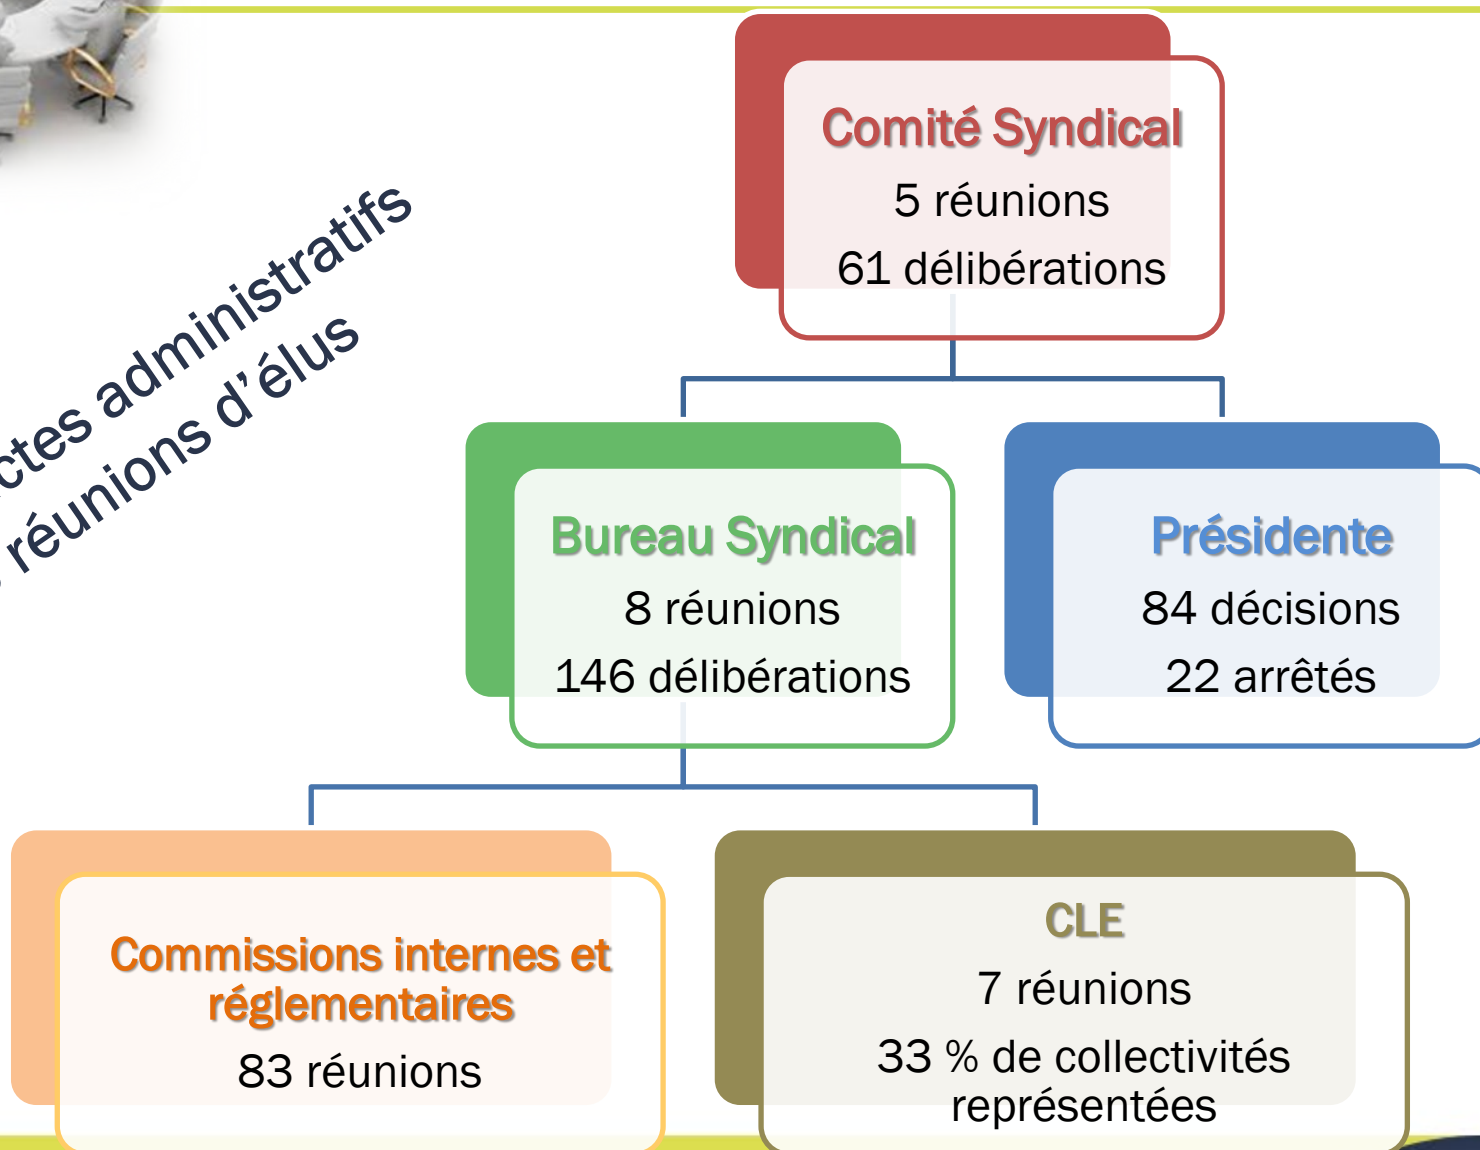 Comité Syndical
5 réunions
61 délibérations
administratifs
réunions d'élus
Bureau Syndical
8 réunions
146 délibérations
Présidente
84 décisions
22 arrêtés
Commissions internes et
réglementaires
83 réunions
CLE
7 réunions
33 % de collectivités
représentées